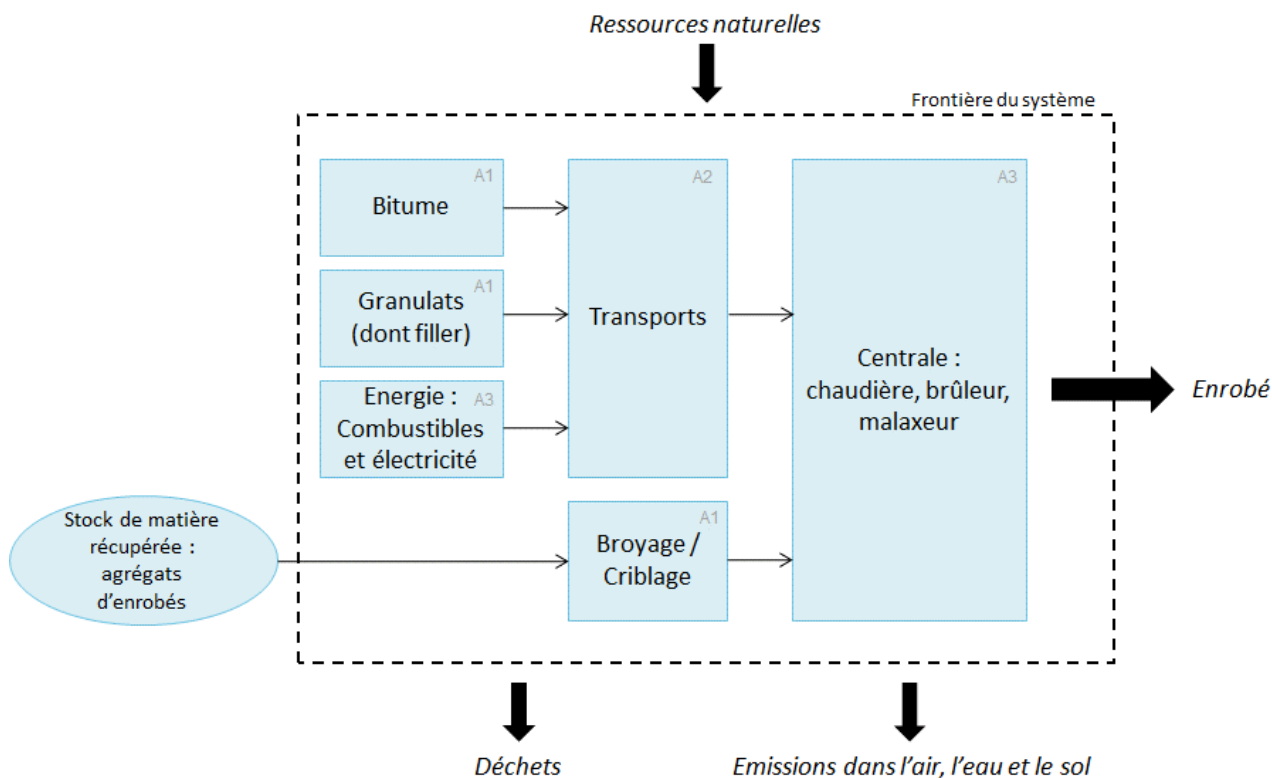 Ressources naturelles
Frontière du système
A1
Bitume
A2
A3
A1
Granulats
(dont filler)
Transports
Energie :
A3
Combustibles
et électricité
Centrale :
chaudière, brûleur,
malaxeur
Enrobé
Stock de matière
récupérée :
agrégats
d'enrobés
A1
Broyage /
Criblage
Déchets
Emissions dans l'air, l'eau et le sol